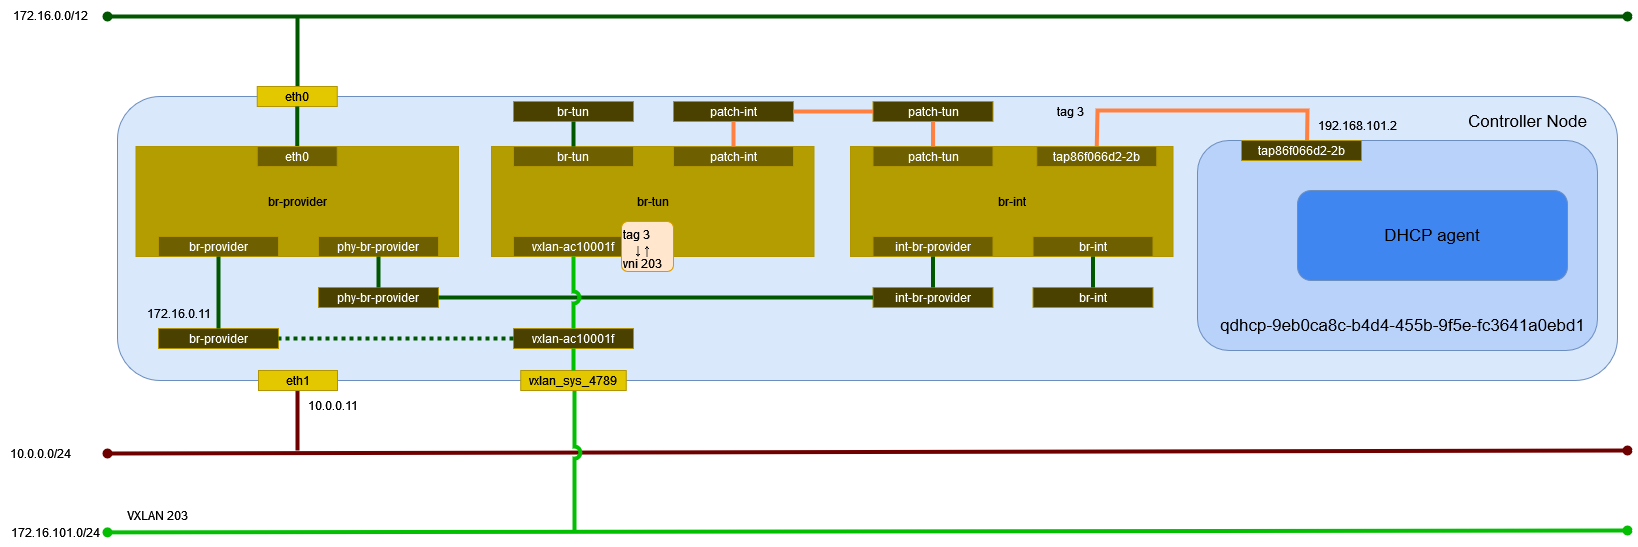 172.16.0.0/12
eth0
br-tun
patch-int
patch-tun
tag 3
192.168.101.2
Controller Node
eth0
br-tun
patch-int
patch-tun
tap86f066d2-2b
tap86f066d2-2b
br-provider
br-tun
br-int
DHCP agent
br-provider
phy-br-provider
vxlan-ac10001f
tag 3
↓↑
vni 203
int-br-provider
br-int
phy-br-provider
int-br-provider
br-int
172.16.0.11
qdhcp-9eb0ca8c-b4d4-455b-9f5e-fc3641a0ebd1
br-provider
vxlan-ac10001f
eth1
vxlan_sys_4789
10.0.0.11
10.0.0.0/24
VXLAN 203
172.16.101.0/24